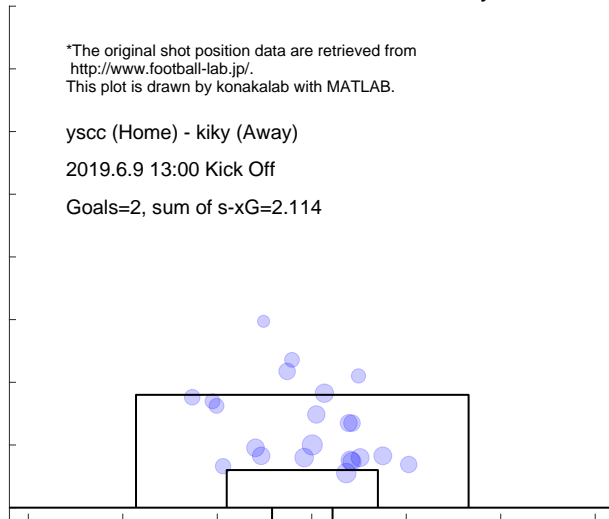 *The original shot position data are retrieved from
http://www.football-lab.jp/.
This plot is drawn by konakalab with MATLAB.
yscc (Home) - kiky (Away)
2019.6.9 13:00 Kick Off
Goals=2, sum of s-xG=2.114